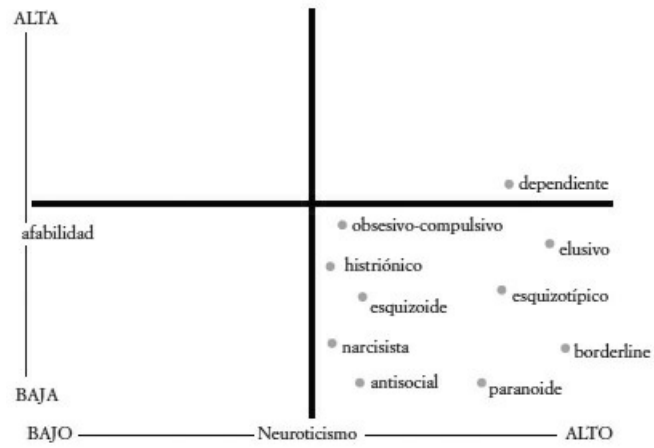 ALTA
dependiente
obsesivo-compulsivo
afabilidad
elusivo
histriónico
esquizotípico
esquizoide
narcisista
borderline
antisocial
paranoide
BAJA
BAJO
Neuroticismo
ALTO